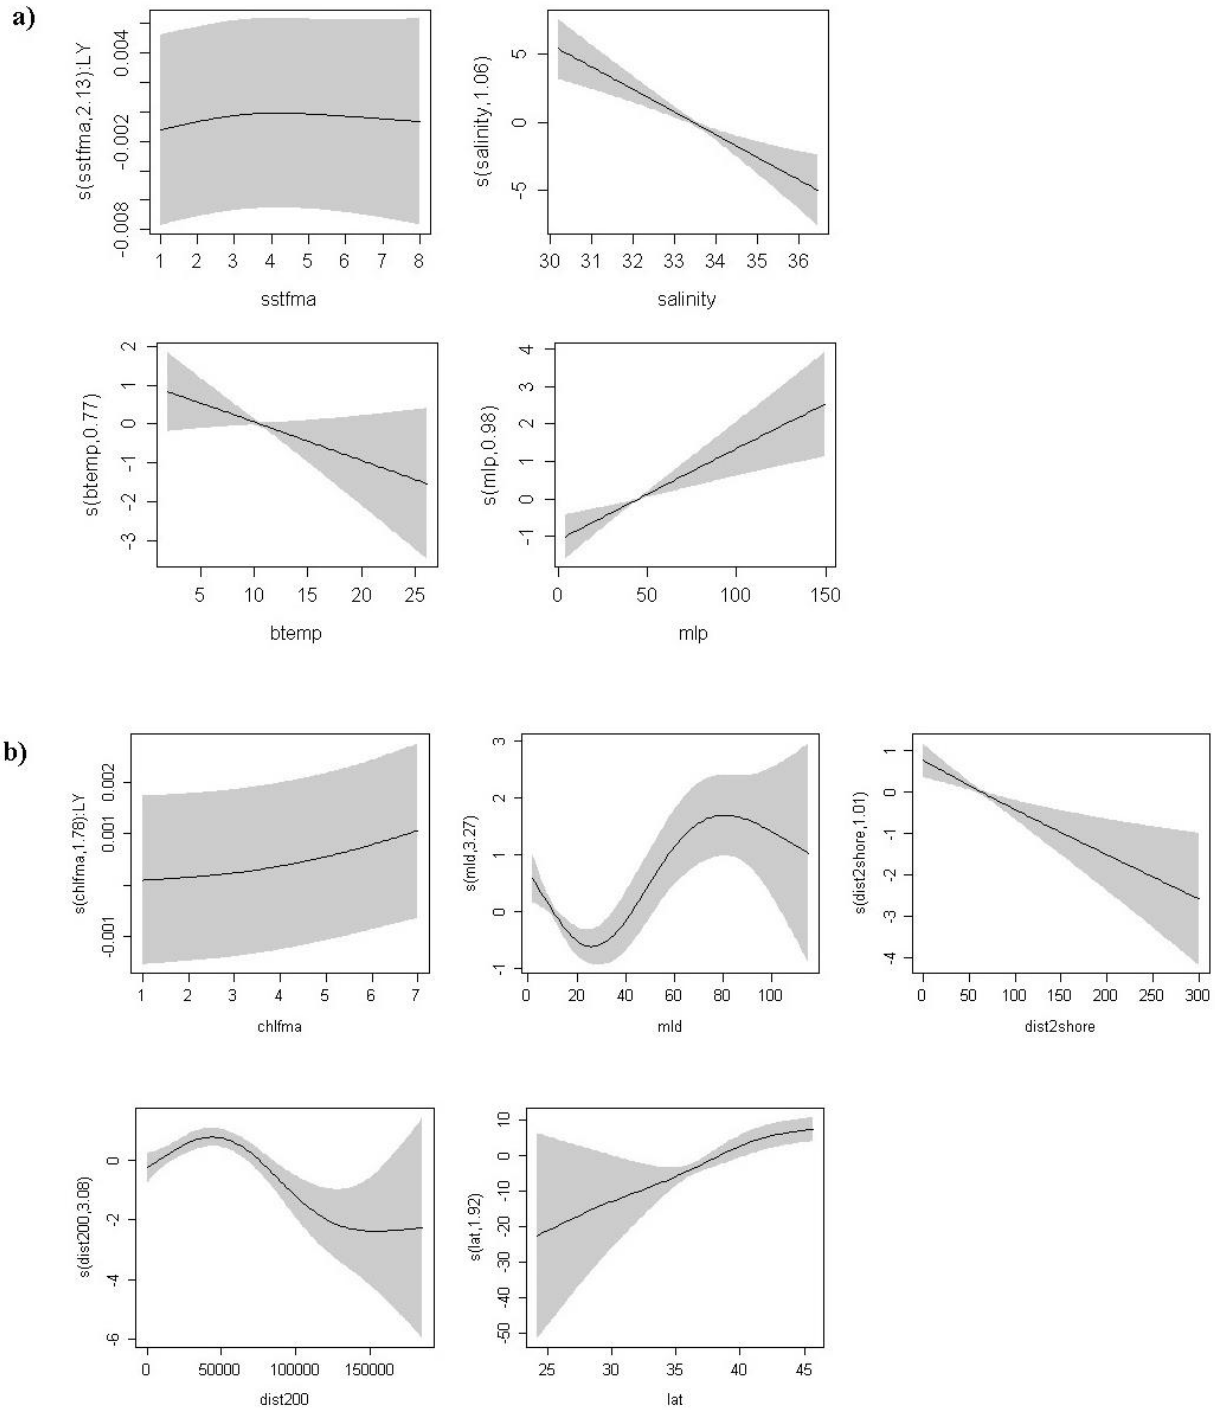 a)
s(sstfma,2.13):LY
0.004
-0.002
-0.008
1 2 3 4 5 6 7 8
sstfma
s(salinity,1.06)
5
0
-5
30 31 32 33 34 35 36
salinity
s(btemp,0.77)
2
1
0
-1
-2
-3
5 10 15 20 25
btemp
s(mlp,0.98)
4
3
2
1
0
-1
0 50 100 150
mlp
b)
s(chlfma,1.78):LY
0.002
0.001
-0.001
1 2 3 4 5 6 7
chlfma
s(mld,3.27)
3
2
1
0
-1
0 20 40 60 80 100
mld
s(dist2shore,1.01)
1
0
-1
-2
-3
-4
0 50 100 150 200 250 300
dist2shore
s(dist200,3.08)
0
-2
-4
-6
0 50000 100000 150000
dist200
s(lat,1.92)
10
0
-10
-20
-30
-40
-50
25 30 35 40 45
lat